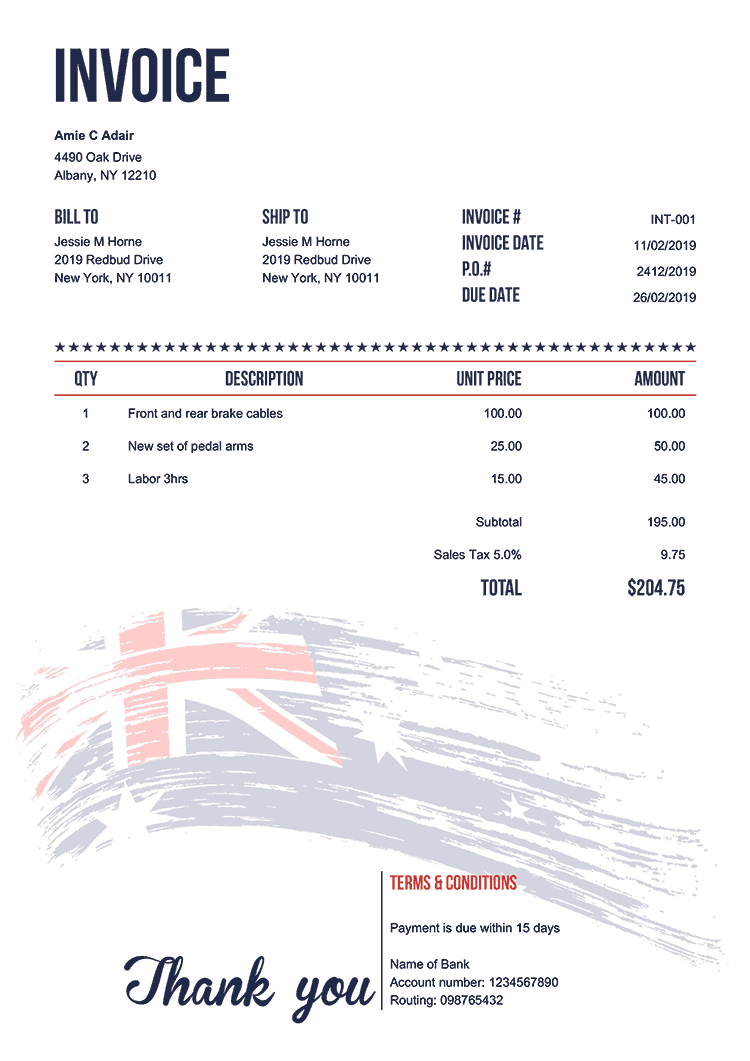 INVOICE
Amie C Adair
4490 Oak Drive
Albany, NY 12210
BILL TO
Jessie M Horne
2019 Redbud Drive
New York, NY 10011
SHIP TO
Jessie M Horne
2019 Redbud Drive
New York, NY 10011
INVOICE # INT-001
INVOICE DATE 11/02/2019
P.O.# 2412/2019
DUE DATE 26/02/2019
QTY DESCRIPTION UNIT PRICE AMOUNT
1 Front and rear brake cables 100.00 100.00
2 New set of pedal arms 25.00 50.00
3 Labor 3hrs 15.00 45.00
Subtotal 195.00
Sales Tax 5.0% 9.75
TOTAL $204.75
Thank you
TERMS & CONDITIONS
Payment is due within 15 days
Name of Bank
Account number: 1234567890
Routing: 098765432